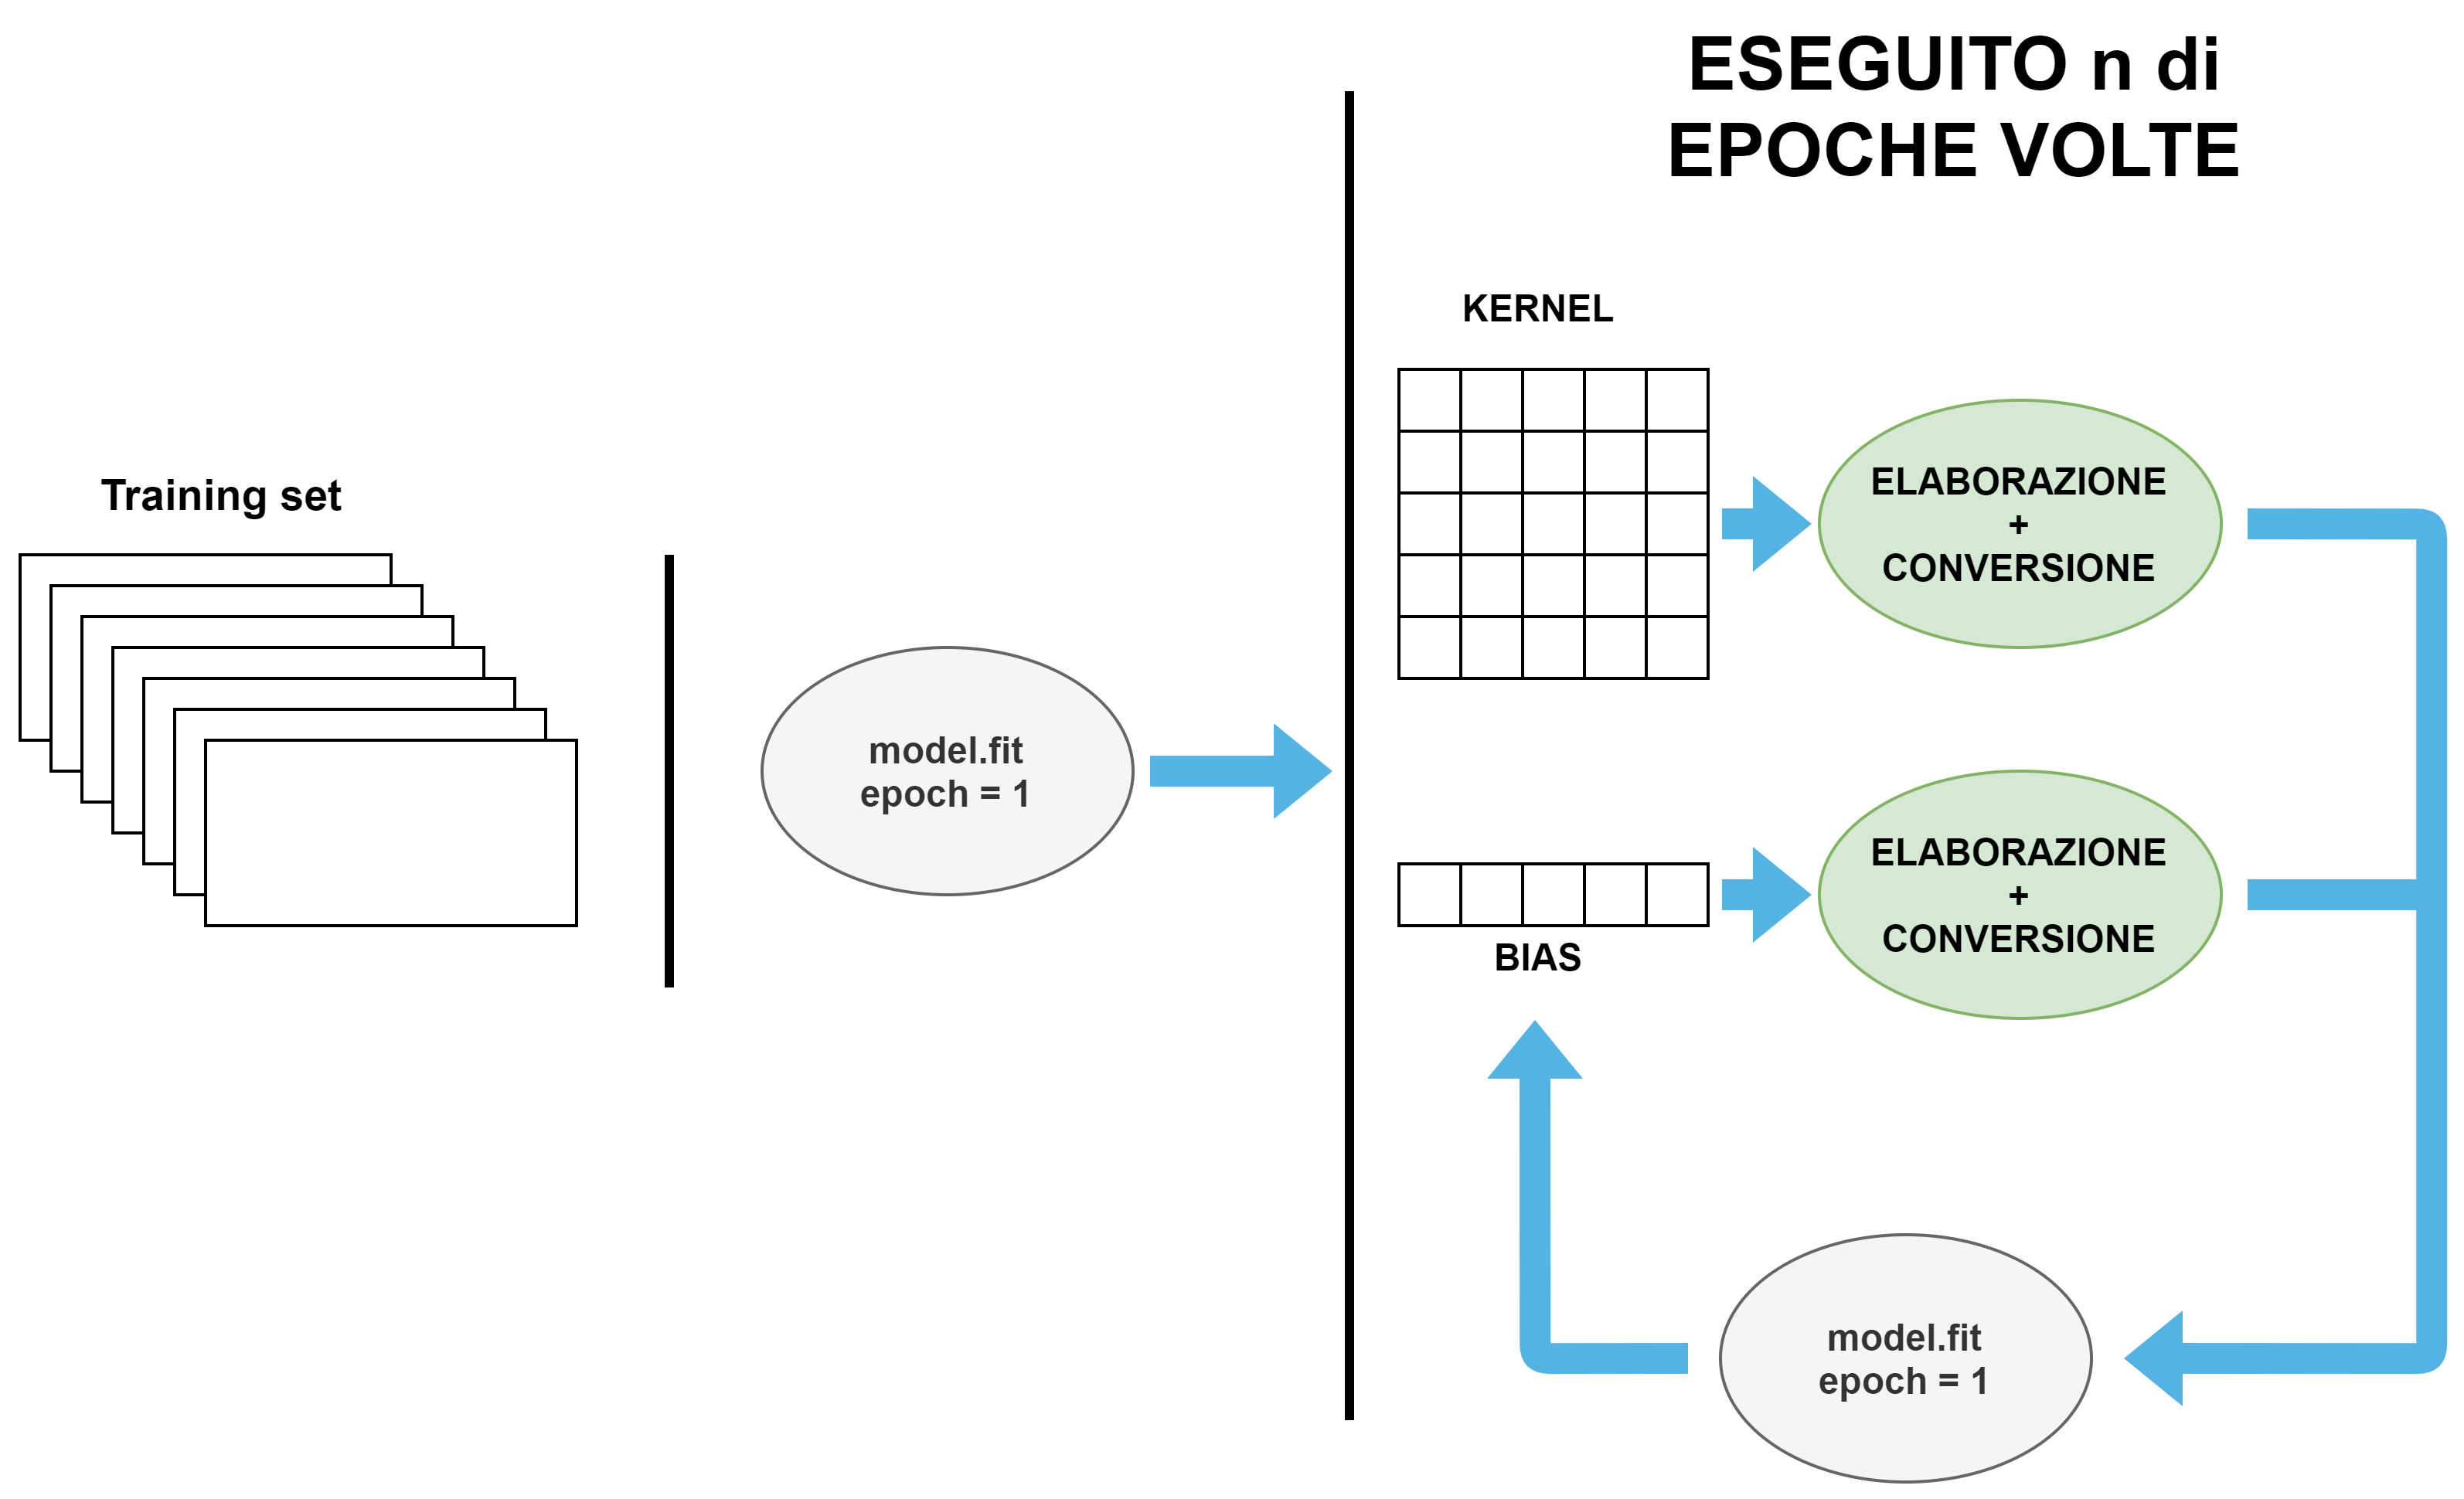 ESEGUITO n di
EPOCHE VOLTE
Training set
model.fit
epoch = 1
KERNEL
ELABORAZIONE
+
CONVERSIONE
ELABORAZIONE
+
CONVERSIONE
BIAS
model.fit
epoch = 1